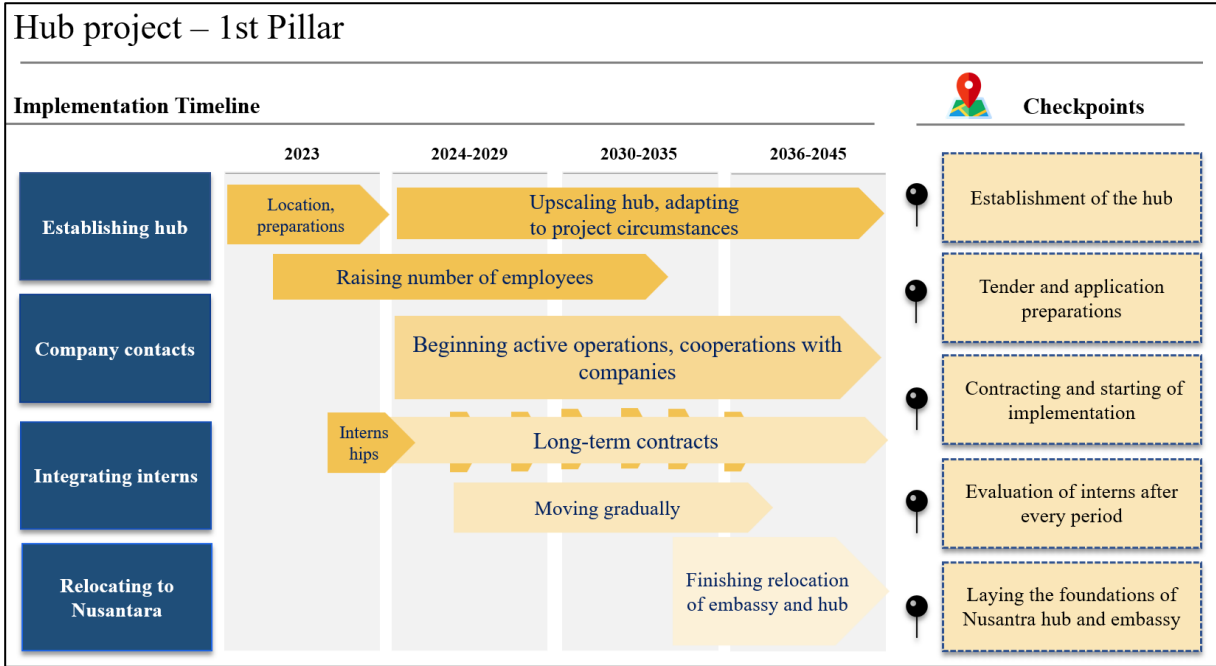 Hub project – 1st Pillar
Implementation Timeline
Checkpoints
2023
2024-2029
2030-2035
2036-2045
Establishing hub
Location,
preparations
Upscaling hub, adapting
to project circumstances
Raising number of employees
Company contacts
Beginning active operations, cooperations with
companies
Integrating interns
Interns
hips
Long-term contracts
Moving gradually
Relocating to
Nusantara
Finishing relocation
of embassy and hub
Establishment of the hub
Tender and application
preparations
Contracting and starting of
implementation
Evaluation of interns after
every period
Laying the foundations of
Nusantra hub and embassy